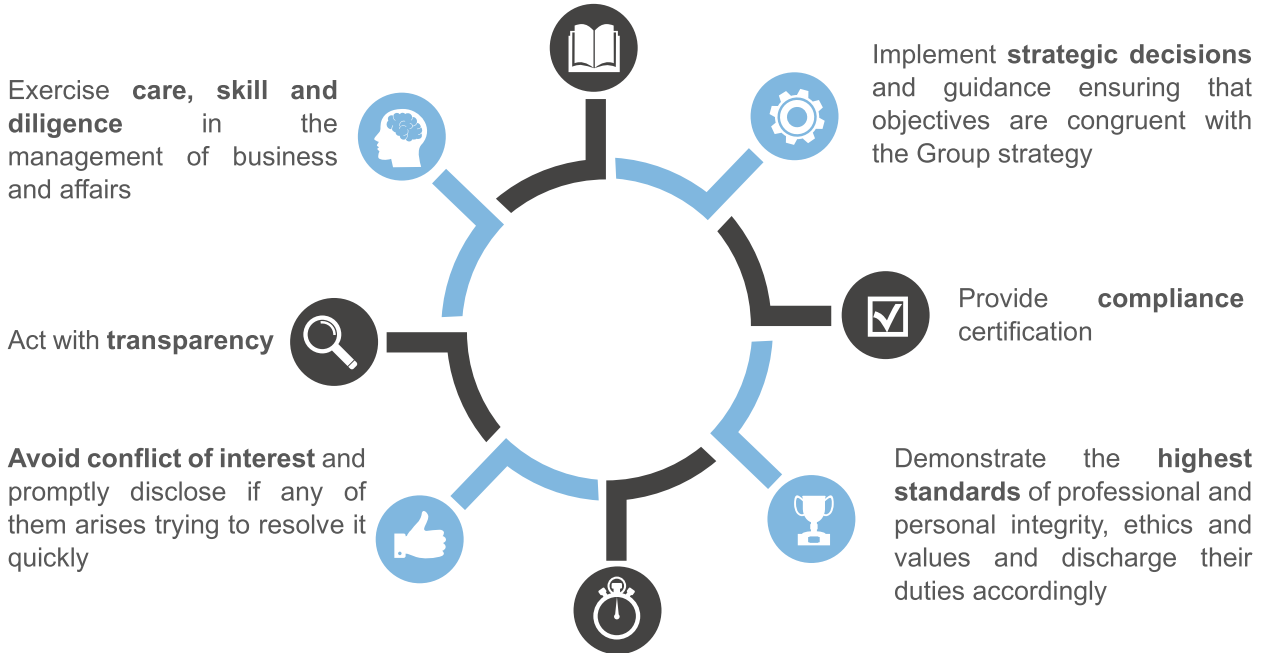 Exercise care, skill and
diligence in the
management of business
and affairs
Implement strategic decisions
and guidance ensuring that
objectives are congruent with
the Group strategy
Act with transparency
Provide compliance
certification
Avoid conflict of interest and
promptly disclose if any of
them arises trying to resolve it
quickly
Demonstrate the highest
standards of professional and
personal integrity, ethics and
values and discharge their
duties accordingly